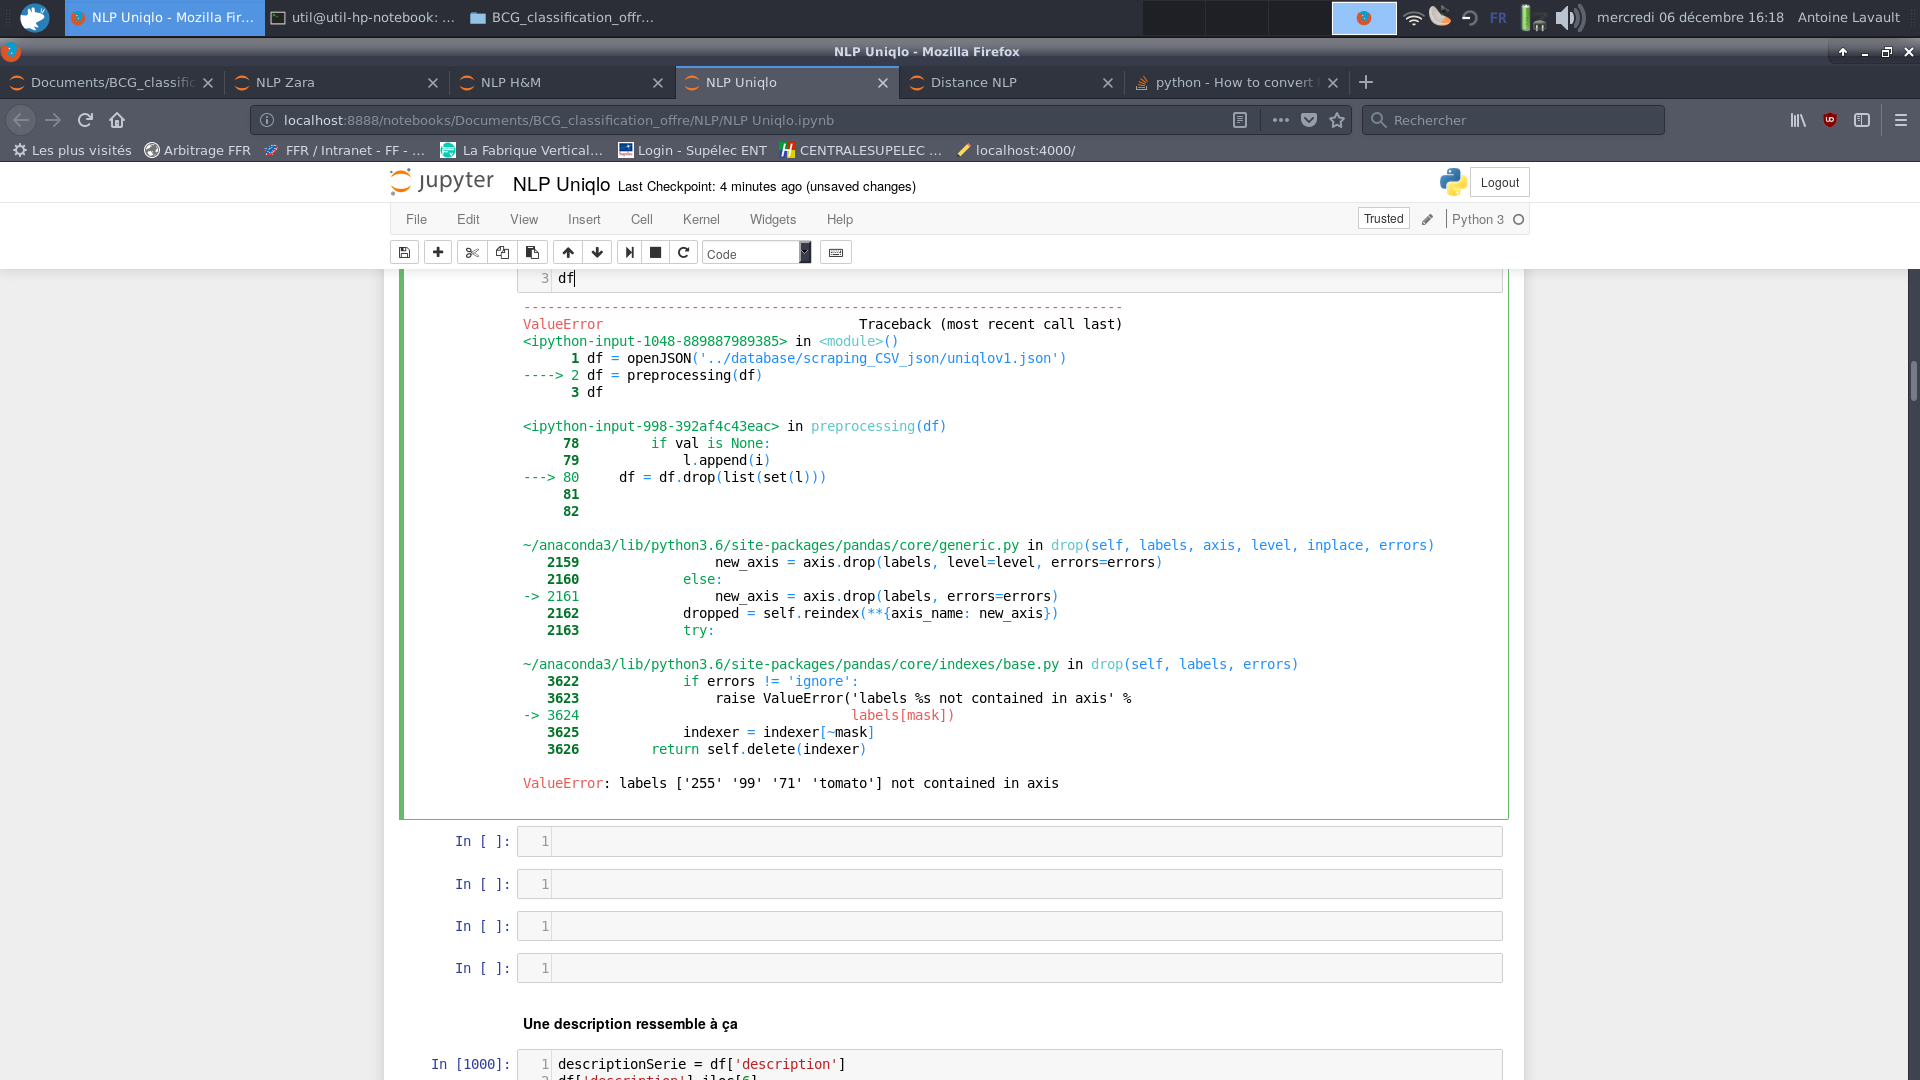 NLP Uniqlo - Mozilla Fir...
util@util-hp-notebook: ...
BCG_classification_offr...
FR
mercredi 06 décembre 16:18
Antoine Lavault
NLP Uniqlo - Mozilla Firefox
Documents/BCG_classific
NLP Zara
NLP H&M
NLP Uniqlo
Distance NLP
python - How to convert
localhost:8888/notebooks/Documents/BCG_classification_offre/NLP/NLP Uniqlo.ipynb
Rechercher
Les plus visités
Arbitrage FFR
FFR / Intranet - FF - ...
La Fabrique Vertical...
Login - Supélec ENT
CENTRALESUPELEC ...
localhost:4000/
jupyter
NLP Uniqlo Last Checkpoint: 4 minutes ago (unsaved changes)
Logout
File Edit View Insert Cell Kernel Widgets Help
Trusted
Python 3
Code
3 df
---------------------------------------------------------------------------
ValueError                                Traceback (most recent call last)
<ipython-input-1048-889887989385> in <module>()
      1 df = openJSON('../database/scraping_CSV_json/uniqlov1.json')
----> 2 df = preprocessing(df)
      3 df
<ipython-input-998-392af4c43eac> in preprocessing(df)
     78         if val is None:
     79             l.append(i)
---> 80     df = df.drop(list(set(l)))
     81
     82
~/anaconda3/lib/python3.6/site-packages/pandas/core/generic.py in drop(self, labels, axis, level, inplace, errors)
   2159                 new_axis = axis.drop(labels, level=level, errors=errors)
   2160             else:
-> 2161                 new_axis = axis.drop(labels, errors=errors)
   2162             dropped = self.reindex(**{axis_name: new_axis})
   2163             try:
~/anaconda3/lib/python3.6/site-packages/pandas/core/indexes/base.py in drop(self, labels, errors)
   3622             if errors != 'ignore':
   3623                 raise ValueError('labels %s not contained in axis' %
-> 3624                                  labels[mask])
   3625             indexer = indexer[~mask]
   3626         return self.delete(indexer)
ValueError: labels ['255' '99' '71' 'tomato'] not contained in axis
In [ ]: 1
In [ ]: 1
In [ ]: 1
In [ ]: 1
Une description ressemble à ça
In [1000]: 1 descriptionSerie = df['description']
2 df['description'].iloc[6]